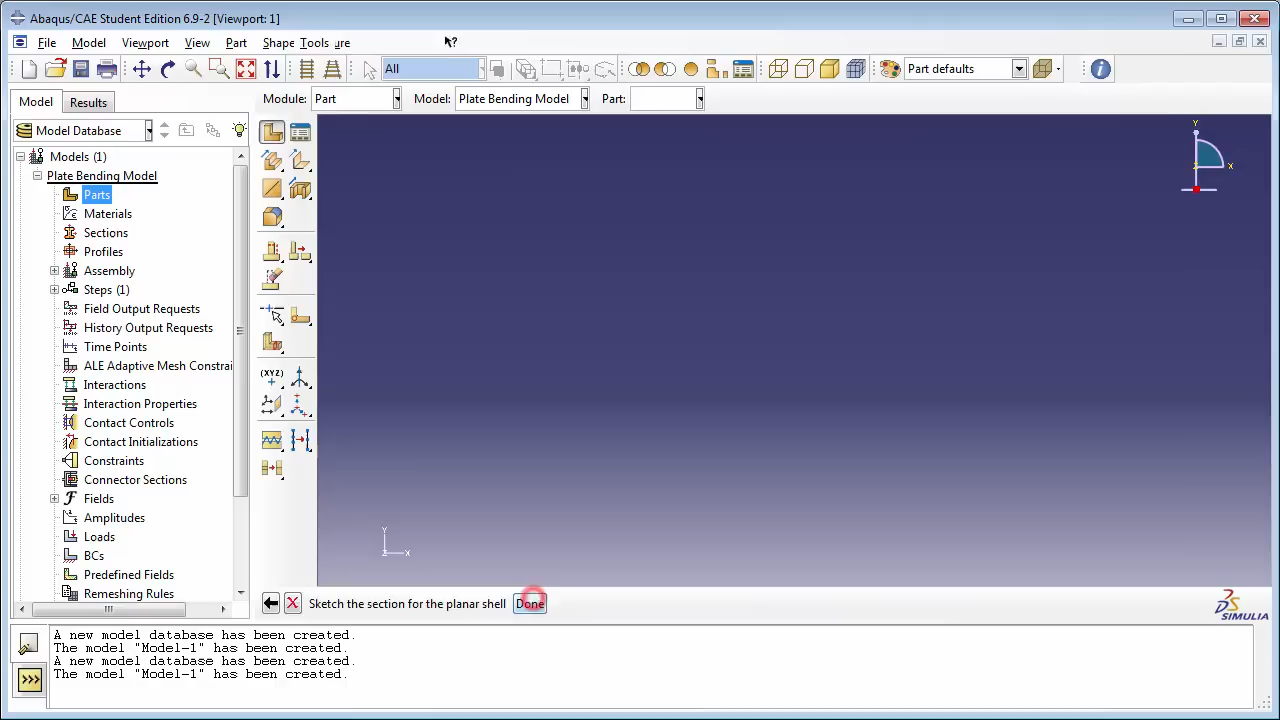 Abaqus/CAE Student Edition 6.9-2 [Viewport: 1]
File Model Viewport View Part Shape Tools ure
All Part defaults
Model Results Module: Part Model: Plate Bending Model Part:
Model Database
Models (1)
Plate Bending Model
Parts
Materials
Sections
Profiles
Assembly
Steps (1)
Field Output Requests
History Output Requests
Time Points
ALE Adaptive Mesh Constrai
Interactions
Interaction Properties
Contact Controls
Contact Initializations
Constraints
Connector Sections
Fields
Amplitudes
Loads
BCs
Predefined Fields
Remeshing Rules
(XYZ)
Y
X
Z
Y
Z X
Sketch the section for the planar shell Done
SIMULIA
A new model database has been created.
The model "Model-1" has been created.
A new model database has been created.
The model "Model-1" has been created.
>>>